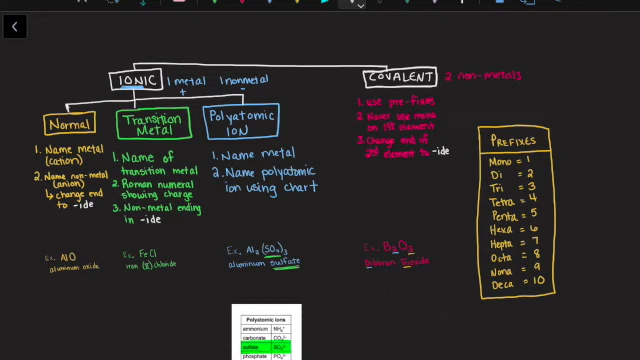 IONIC
1 metal 1 nonmetal
+ -
COVALENT
2 non-metals
Normal
1. Name metal
(cation)
2. Name non-metal
(anion)
↳ change end
to -ide
Transition
Metal
1. Name of
transition metal
2. Roman numeral
showing charge
3. Non-metal ending
in -ide
Polyatomic
ION
1. Name metal
2. Name polyatomic
ion using chart
1. Use prefixes
2. Never use mono
on 1st element
3. Change end of
2nd element to -ide
PREFIXES
Mono = 1
Di = 2
Tri = 3
Tetra = 4
Penta = 5
Hexa = 6
Hepta = 7
Octa = 8
Nona = 9
Deca = 10
Ex. AlO
aluminum oxide
Ex. FeCl
iron (II) chloride
Ex. Al₂(SO₄)₃
aluminum sulfate
Ex. B₂O₃
Diboron Trioxide
Polyatomic ions
ammonium NH₄⁺
carbonate CO₃²⁻
sulfate SO₄²⁻
phosphate PO₄³⁻